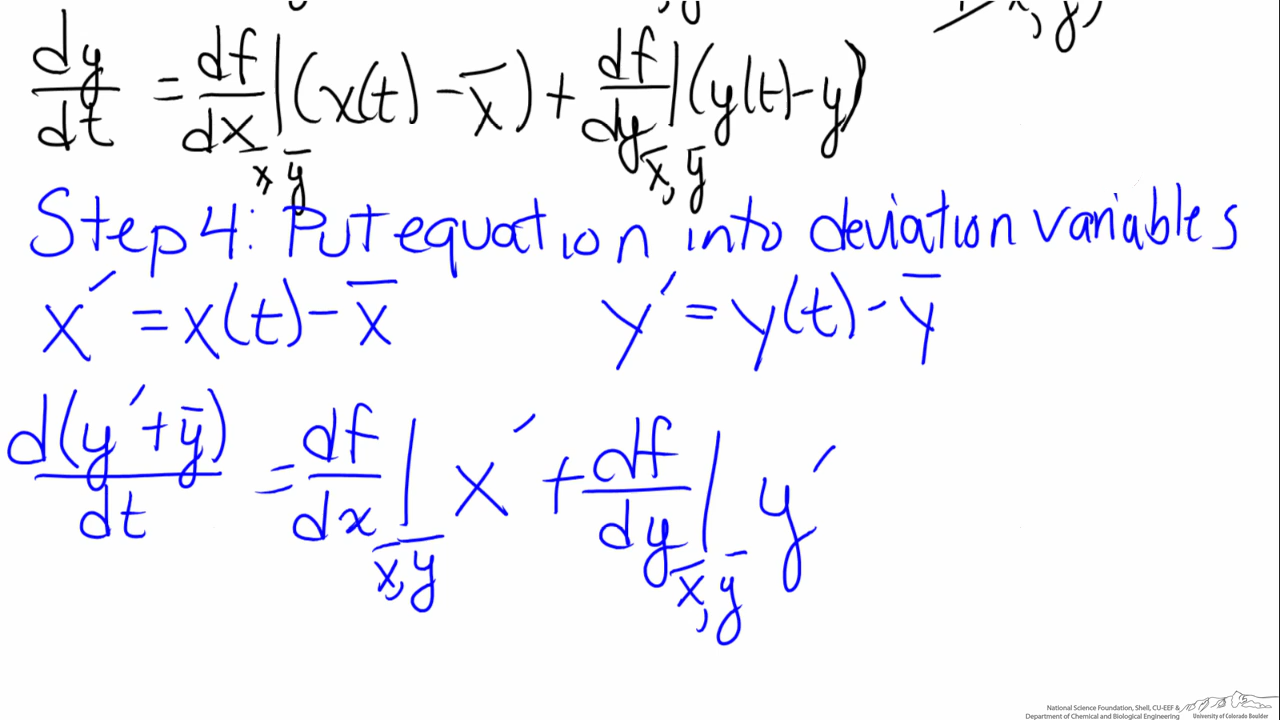 x, y)
dy/dt = df/dx|x̄,ȳ (x(t) - x̄) + df/dy|x̄,ȳ (y(t) - y)
Step 4: Put equation into deviation variables
x′ = x(t) - x̄    y′ = y(t) - ȳ
d(y′ + ȳ)/dt = df/dx|x̄,ȳ x′ + df/dy|x̄,ȳ y′
National Science Foundation, Shell, CU-EEF &
Department of Chemical and Biological Engineering
University of Colorado Boulder